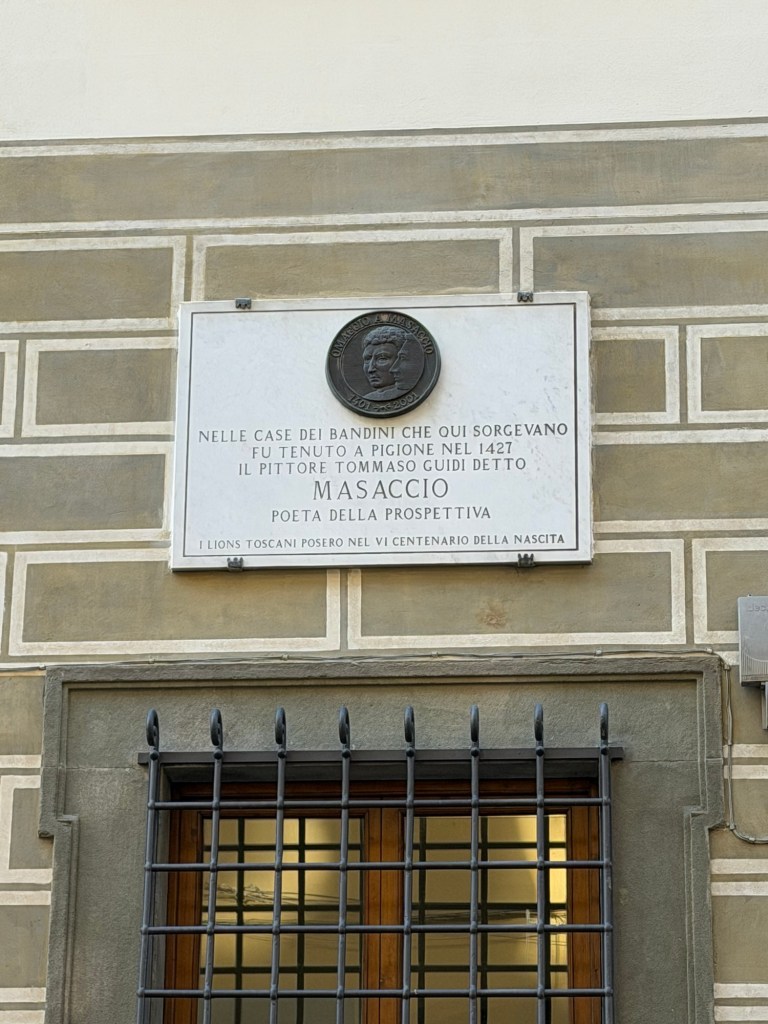 OMAGGIO A MASACCIO
1401 - 2001
NELLE CASE DEI BANDINI CHE QUI SORGEVANO
FU TENUTO A PIGIONE NEL 1427
IL PITTORE TOMMASO GUIDI DETTO
MASACCIO
POETA DELLA PROSPETTIVA
I LIONS TOSCANI POSERO NEL VI CENTENARIO DELLA NASCITA